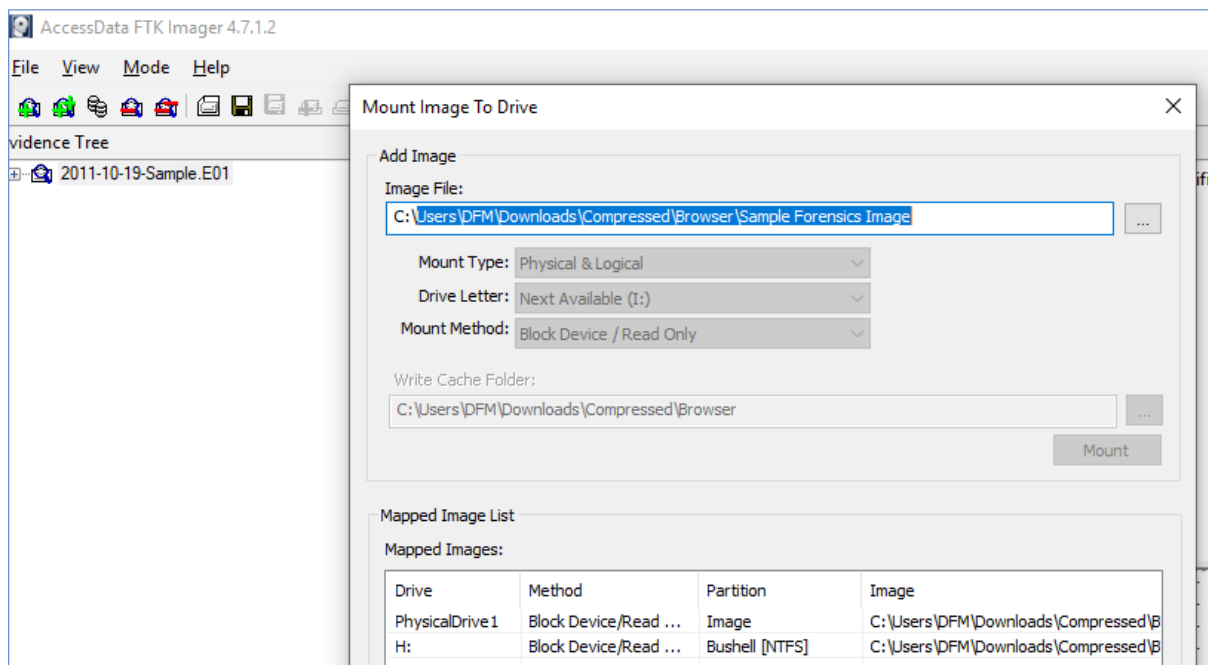 AccessData FTK Imager 4.7.1.2
File View Mode Help
Mount Image To Drive
vidence Tree
2011-10-19-Sample.E01
Add Image
Image File:
C:\Users\DFM\Downloads\Compressed\Browser\Sample Forensics Image
...
Mount Type: Physical & Logical
Drive Letter: Next Available (I:)
Mount Method: Block Device / Read Only
Write Cache Folder:
C:\Users\DFM\Downloads\Compressed\Browser
...
Mount
Mapped Image List
Mapped Images:
Drive Method Partition Image
PhysicalDrive1 Block Device/Read ... Image C:\Users\DFM\Downloads\Compressed\B
H: Block Device/Read ... Bushell [NTFS] C:\Users\DFM\Downloads\Compressed\B